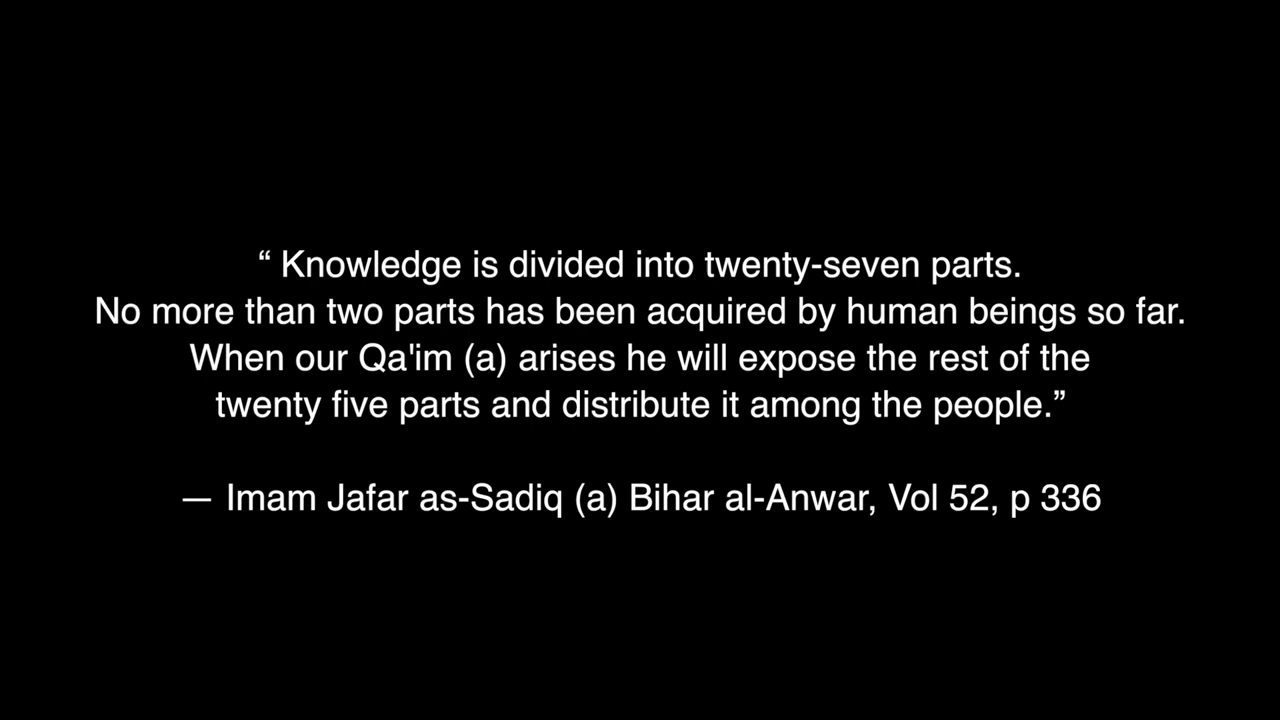 “ Knowledge is divided into twenty-seven parts.
No more than two parts has been acquired by human beings so far.
When our Qa'im (a) arises he will expose the rest of the
twenty five parts and distribute it among the people.”
— Imam Jafar as-Sadiq (a) Bihar al-Anwar, Vol 52, p 336